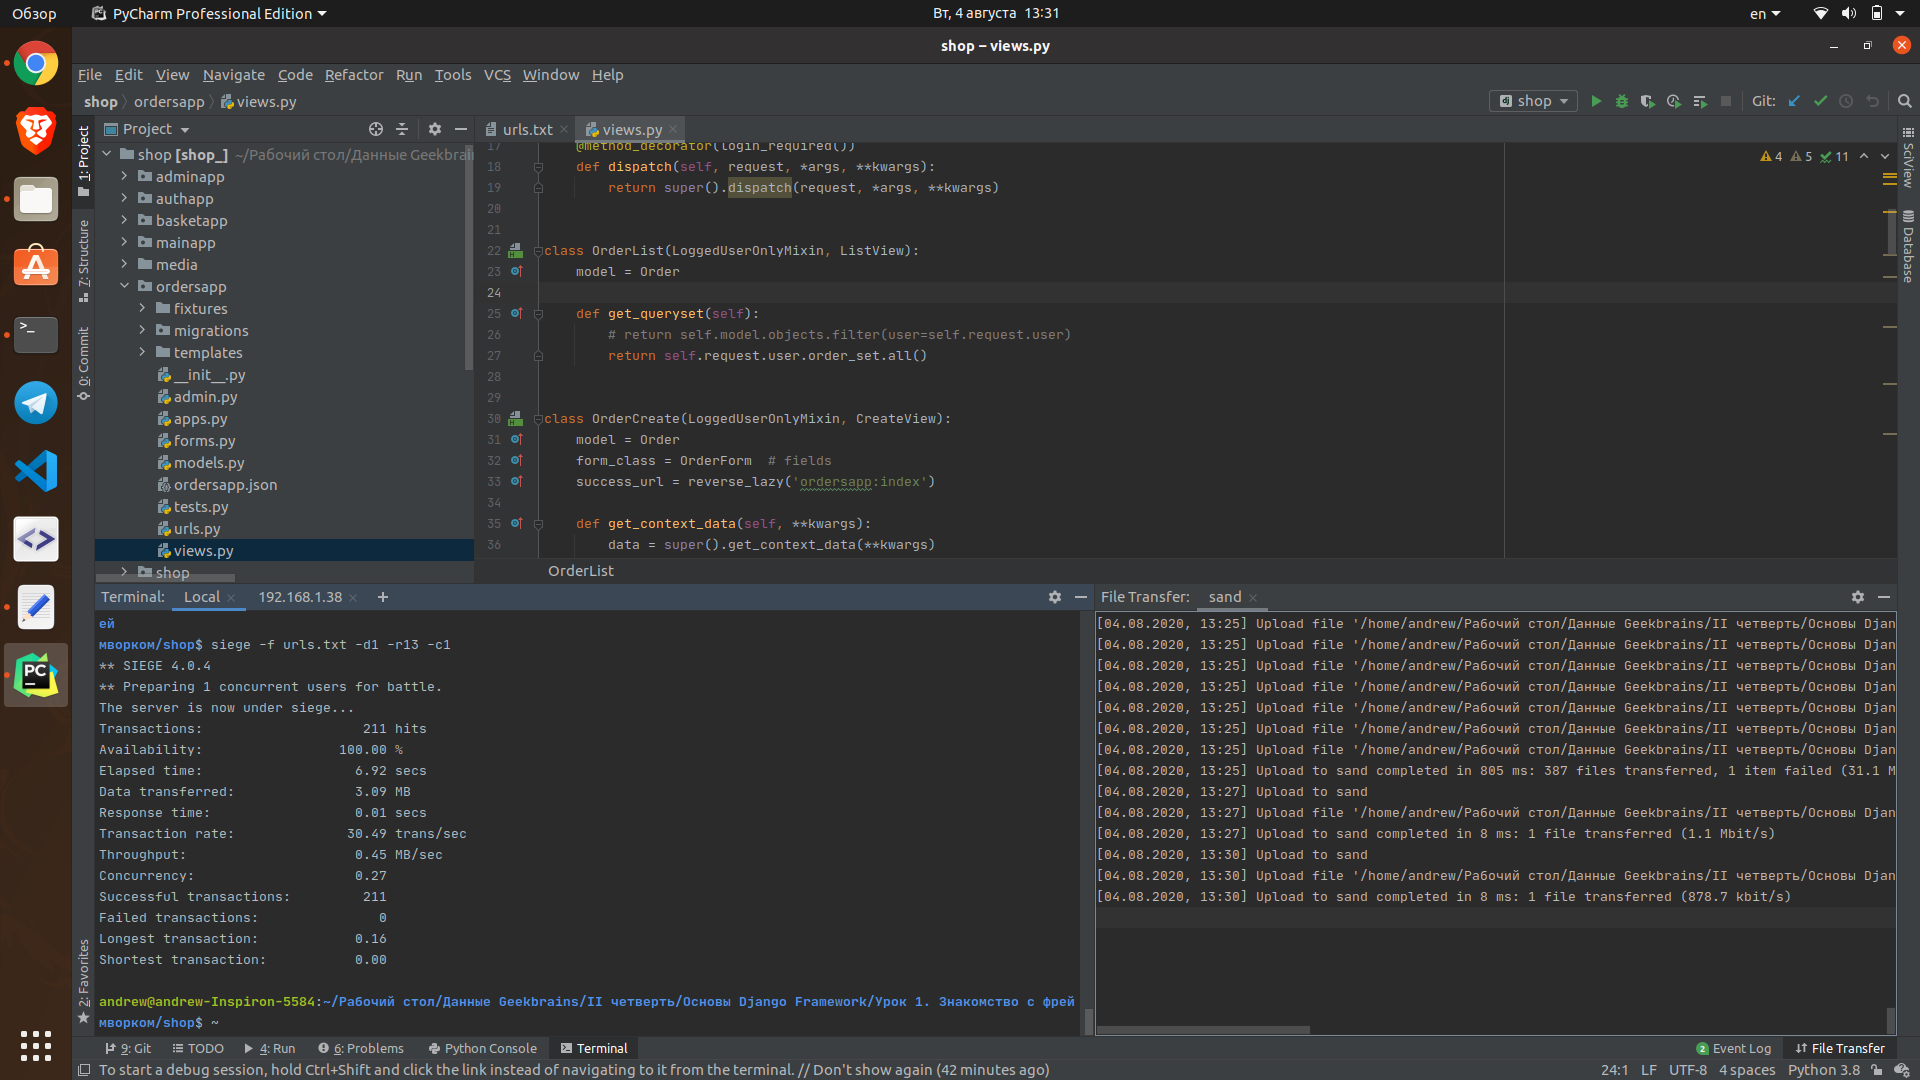 Обзор
PyCharm Professional Edition
Вт, 4 августа 13:31
en
shop – views.py
File Edit View Navigate Code Refactor Run Tools VCS Window Help
shop ordersapp views.py
shop
Git:
1: Project
7: Structure
0: Commit
2: Favorites
Project
shop [shop_] ~/Рабочий стол/Данные Geekbrai
adminapp
authapp
basketapp
mainapp
media
ordersapp
fixtures
migrations
templates
__init__.py
admin.py
apps.py
forms.py
models.py
ordersapp.json
tests.py
urls.py
views.py
shop
urls.txt
views.py
4 5 11
17 @method_decorator(login_required())
18 def dispatch(self, request, *args, **kwargs):
19 return super().dispatch(request, *args, **kwargs)
20
21
22 class OrderList(LoggedUserOnlyMixin, ListView):
23 model = Order
24
25 def get_queryset(self):
26 # return self.model.objects.filter(user=self.request.user)
27 return self.request.user.order_set.all()
28
29
30 class OrderCreate(LoggedUserOnlyMixin, CreateView):
31 model = Order
32 form_class = OrderForm # fields
33 success_url = reverse_lazy('ordersapp:index')
34
35 def get_context_data(self, **kwargs):
36 data = super().get_context_data(**kwargs)
OrderList
SciView
Database
Terminal: Local 192.168.1.38 +
ей
мворком/shop$ siege -f urls.txt -d1 -r13 -c1
** SIEGE 4.0.4
** Preparing 1 concurrent users for battle.
The server is now under siege...
Transactions: 211 hits
Availability: 100.00 %
Elapsed time: 6.92 secs
Data transferred: 3.09 MB
Response time: 0.01 secs
Transaction rate: 30.49 trans/sec
Throughput: 0.45 MB/sec
Concurrency: 0.27
Successful transactions: 211
Failed transactions: 0
Longest transaction: 0.16
Shortest transaction: 0.00
andrew@andrew-Inspiron-5584:~/Рабочий стол/Данные Geekbrains/II четверть/Основы Django Framework/Урок 1. Знакомство с фрей
мворком/shop$ ~
File Transfer: sand
[04.08.2020, 13:25] Upload file '/home/andrew/Рабочий стол/Данные Geekbrains/II четверть/Основы Djan
[04.08.2020, 13:25] Upload file '/home/andrew/Рабочий стол/Данные Geekbrains/II четверть/Основы Djan
[04.08.2020, 13:25] Upload file '/home/andrew/Рабочий стол/Данные Geekbrains/II четверть/Основы Djan
[04.08.2020, 13:25] Upload file '/home/andrew/Рабочий стол/Данные Geekbrains/II четверть/Основы Djan
[04.08.2020, 13:25] Upload file '/home/andrew/Рабочий стол/Данные Geekbrains/II четверть/Основы Djan
[04.08.2020, 13:25] Upload file '/home/andrew/Рабочий стол/Данные Geekbrains/II четверть/Основы Djan
[04.08.2020, 13:25] Upload file '/home/andrew/Рабочий стол/Данные Geekbrains/II четверть/Основы Djan
[04.08.2020, 13:25] Upload to sand completed in 805 ms: 387 files transferred, 1 item failed (31.1 M
[04.08.2020, 13:27] Upload to sand
[04.08.2020, 13:27] Upload file '/home/andrew/Рабочий стол/Данные Geekbrains/II четверть/Основы Djan
[04.08.2020, 13:27] Upload to sand completed in 8 ms: 1 file transferred (1.1 Mbit/s)
[04.08.2020, 13:30] Upload to sand
[04.08.2020, 13:30] Upload file '/home/andrew/Рабочий стол/Данные Geekbrains/II четверть/Основы Djan
[04.08.2020, 13:30] Upload to sand completed in 8 ms: 1 file transferred (878.7 kbit/s)
9: Git TODO 4: Run 6: Problems Python Console Terminal
2 Event Log File Transfer
To start a debug session, hold Ctrl+Shift and click the link instead of navigating to it from the terminal. // Don't show again (42 minutes ago)
24:1 LF UTF-8 4 spaces Python 3.8